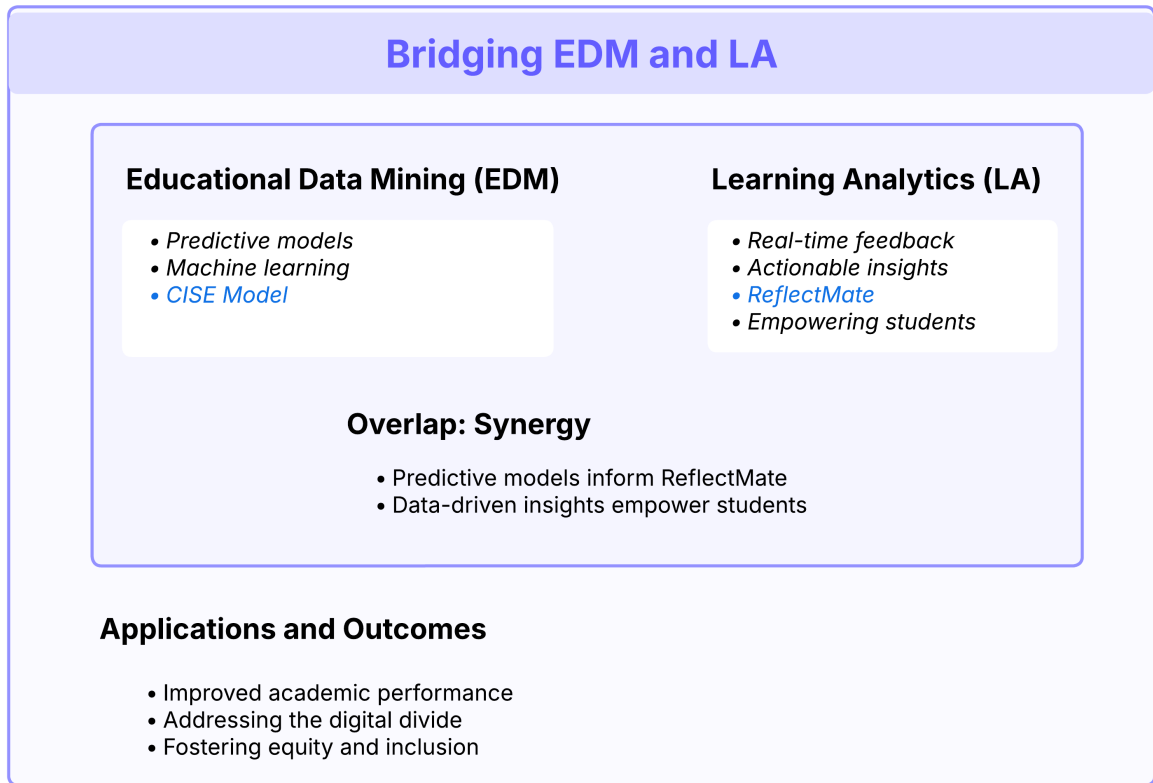 Bridging EDM and LA
Educational Data Mining (EDM)
• Predictive models
• Machine learning
• CISE Model
Learning Analytics (LA)
• Real-time feedback
• Actionable insights
• ReflectMate
• Empowering students
Overlap: Synergy
• Predictive models inform ReflectMate
• Data-driven insights empower students
Applications and Outcomes
• Improved academic performance
• Addressing the digital divide
• Fostering equity and inclusion